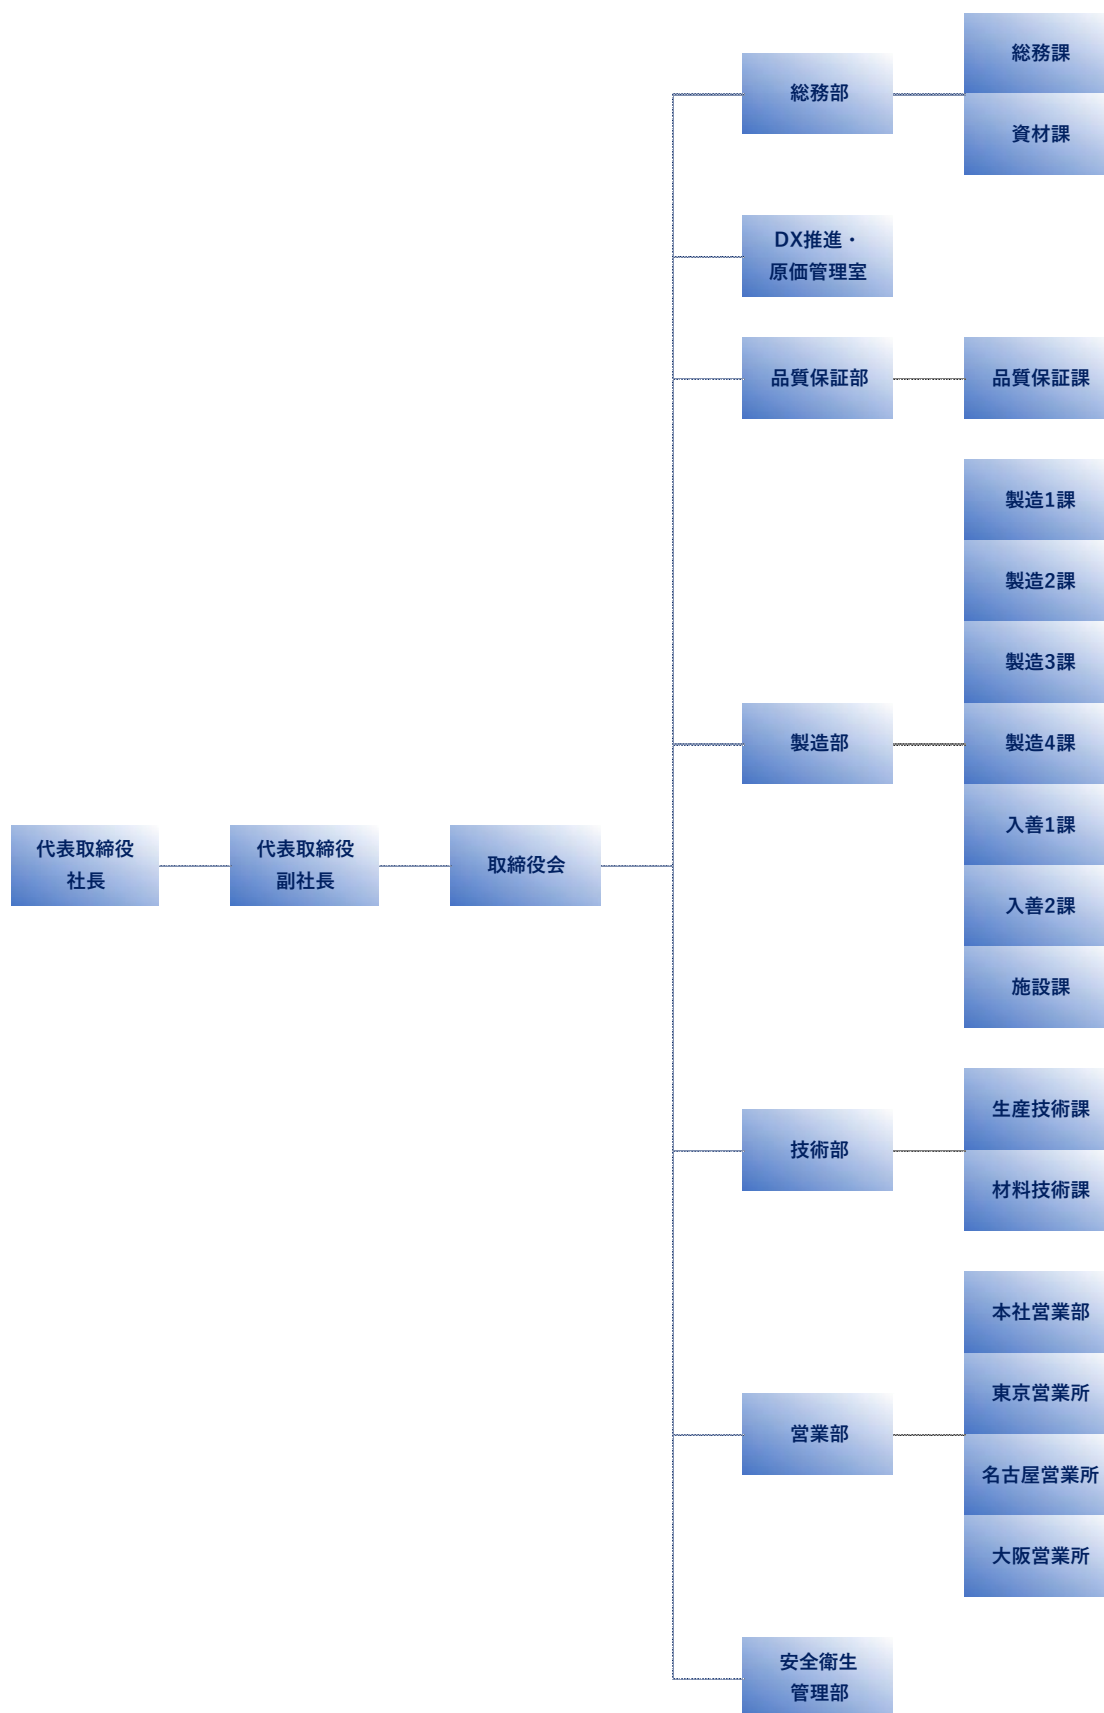 代表取締役
社長
代表取締役
副社長
取締役会
総務部
総務課
資材課
DX推進・
原価管理室
品質保証部
品質保証課
製造部
製造1課
製造2課
製造3課
製造4課
入善1課
入善2課
施設課
技術部
生産技術課
材料技術課
営業部
本社営業部
東京営業所
名古屋営業所
大阪営業所
安全衛生
管理部